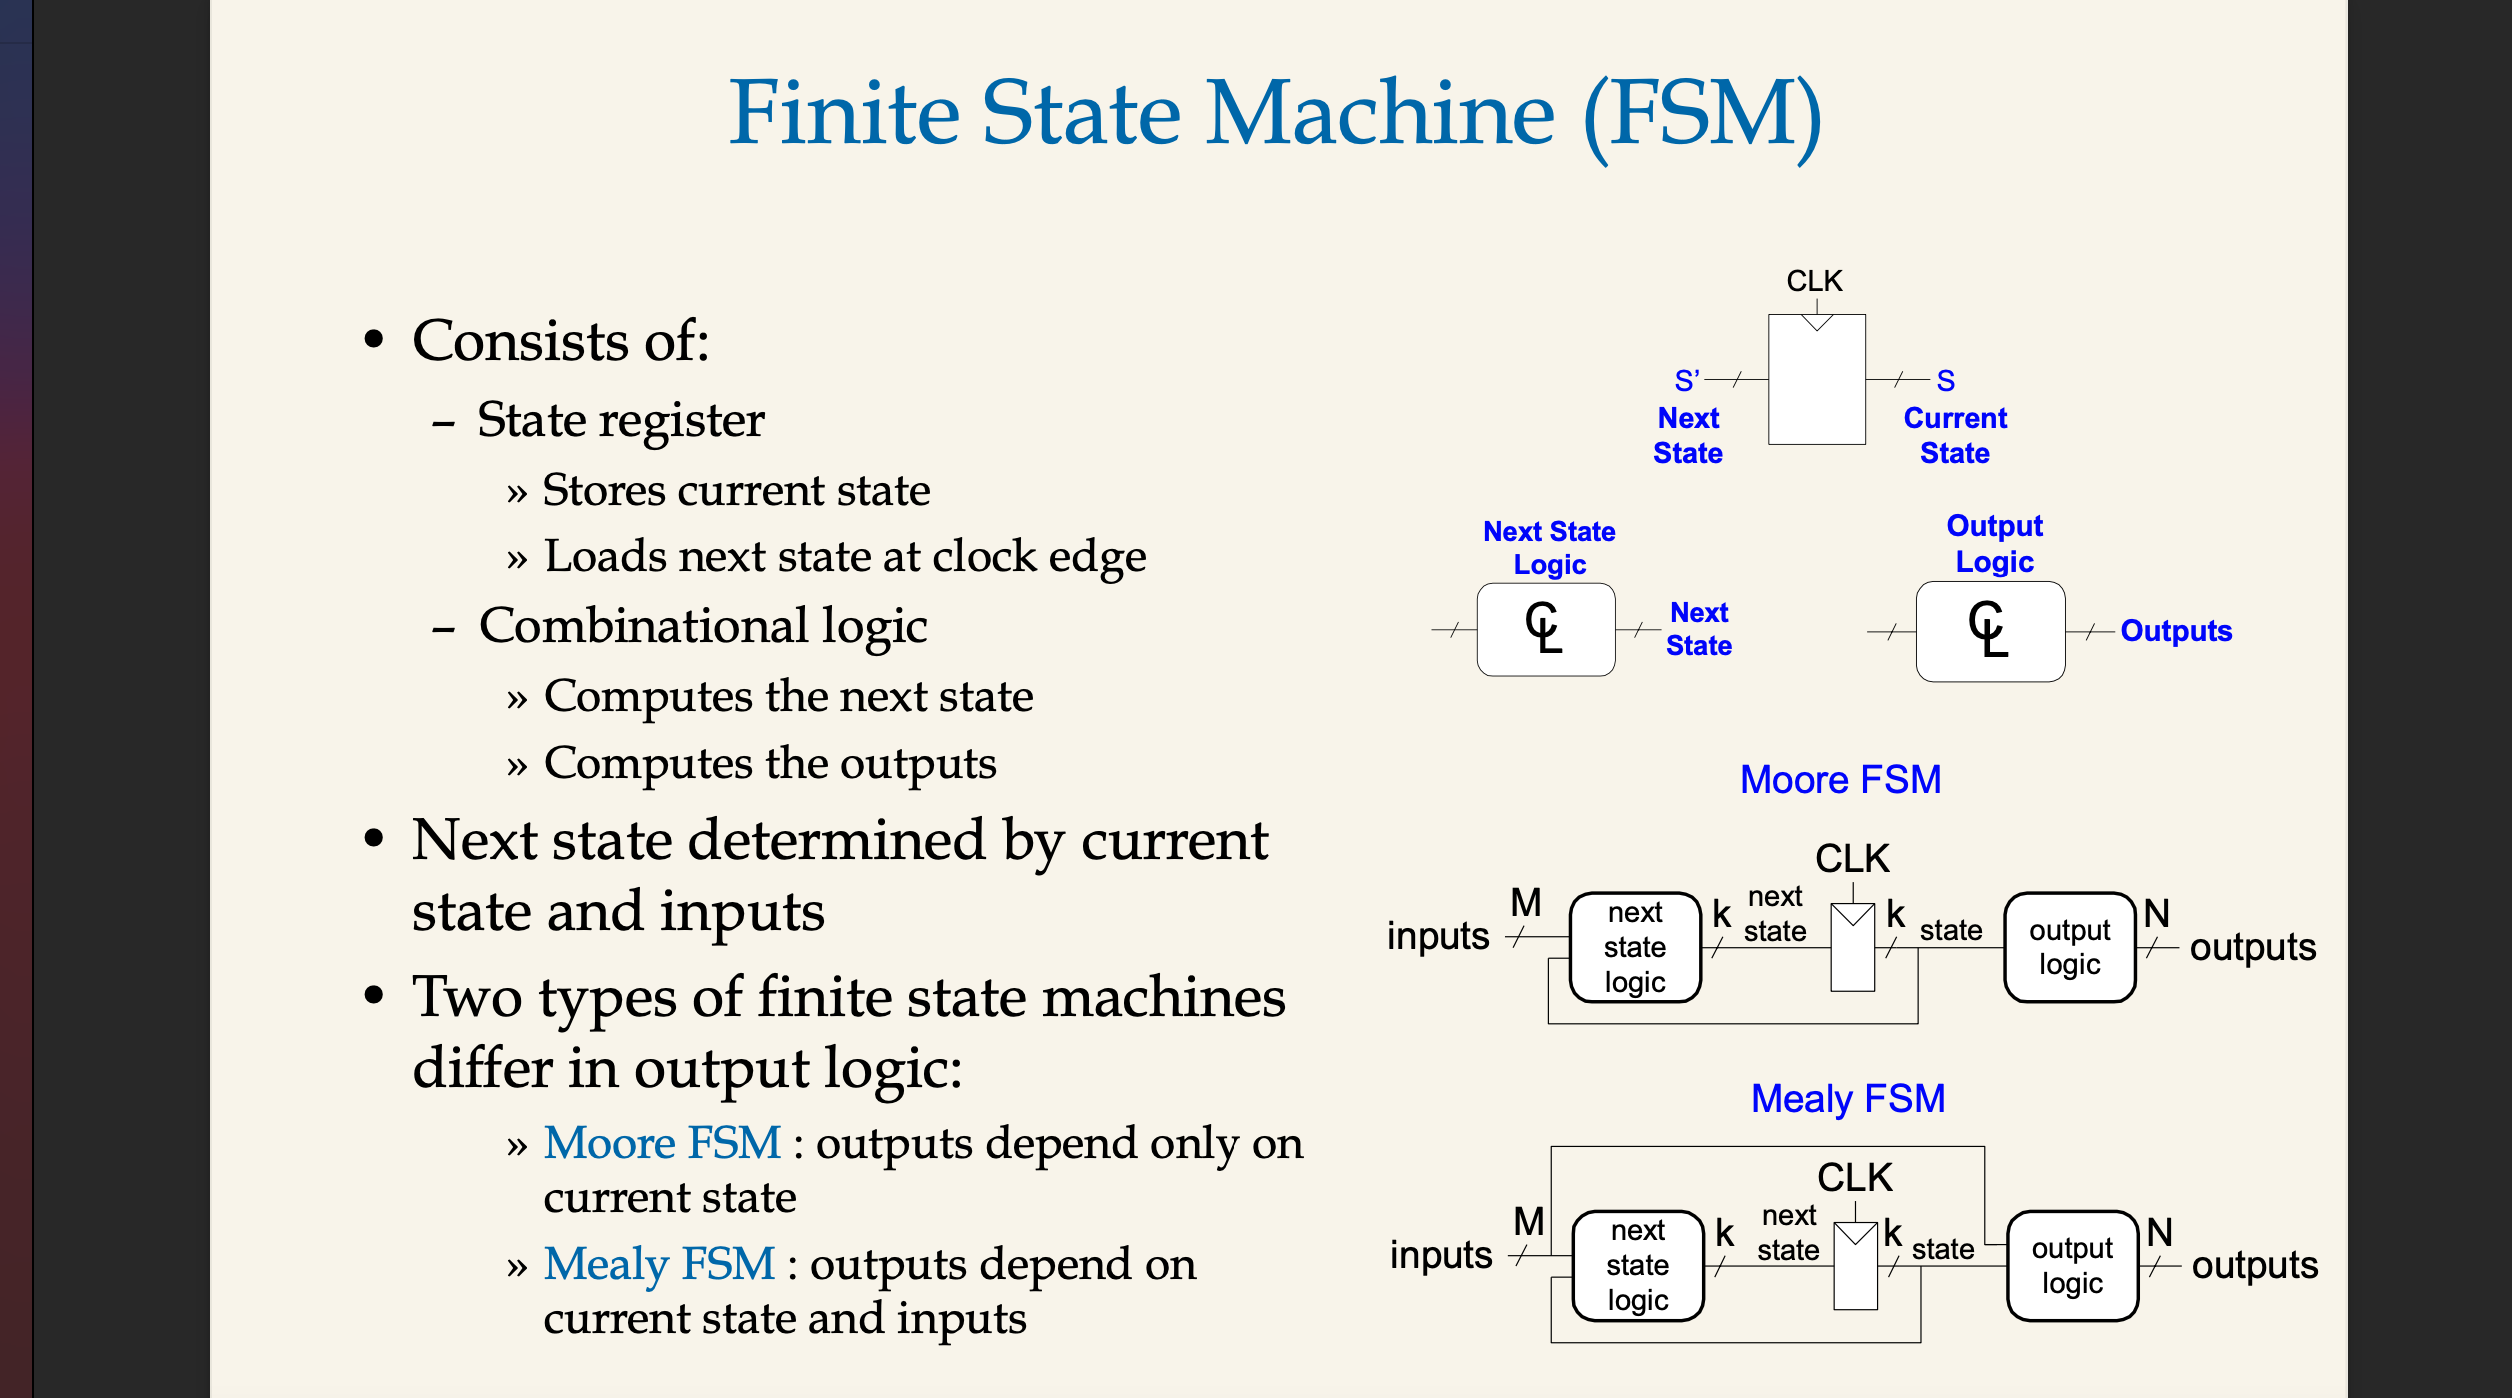 Finite State Machine (FSM)
• Consists of:
– State register
» Stores current state
» Loads next state at clock edge
– Combinational logic
» Computes the next state
» Computes the outputs
• Next state determined by current
state and inputs
• Two types of finite state machines
differ in output logic:
» Moore FSM : outputs depend only on
current state
» Mealy FSM : outputs depend on
current state and inputs
CLK
S' S
Next Current
State State
Next State
Logic
CL
Next
State
Output
Logic
CL
Outputs
Moore FSM
CLK
inputs M
next
state
logic
k next
state
k state
output
logic
N outputs
Mealy FSM
CLK
inputs M
next
state
logic
k next
state
k state
output
logic
N outputs